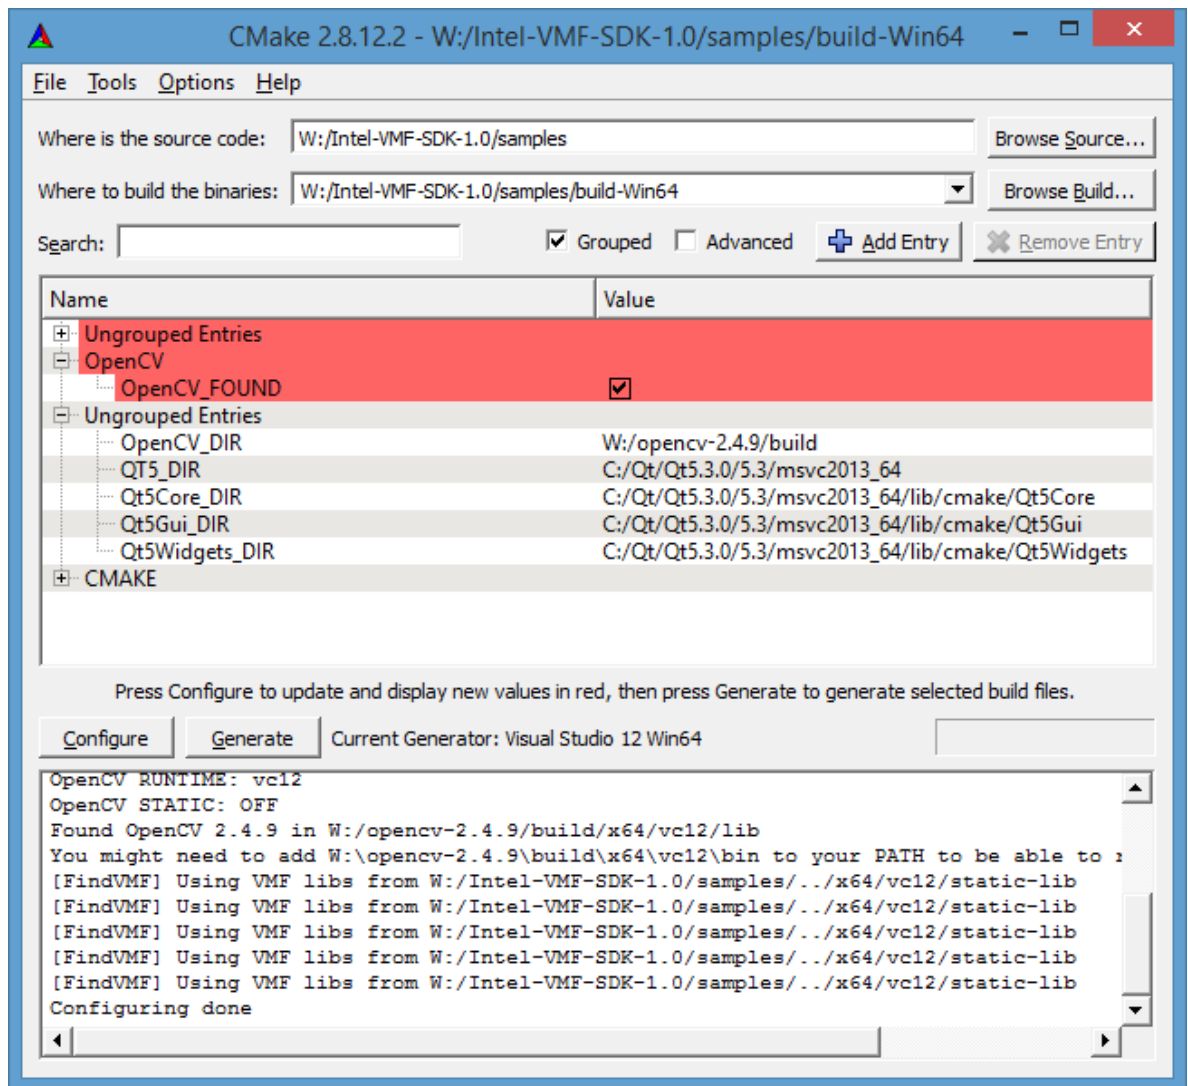 CMake 2.8.12.2 - W:/Intel-VMF-SDK-1.0/samples/build-Win64
File Tools Options Help
Where is the source code: W:/Intel-VMF-SDK-1.0/samples Browse Source...
Where to build the binaries: W:/Intel-VMF-SDK-1.0/samples/build-Win64 Browse Build...
Search: Grouped Advanced Add Entry Remove Entry
Name Value
Ungrouped Entries
OpenCV
OpenCV_FOUND
Ungrouped Entries
OpenCV_DIR W:/opencv-2.4.9/build
QT5_DIR C:/Qt/Qt5.3.0/5.3/msvc2013_64
Qt5Core_DIR C:/Qt/Qt5.3.0/5.3/msvc2013_64/lib/cmake/Qt5Core
Qt5Gui_DIR C:/Qt/Qt5.3.0/5.3/msvc2013_64/lib/cmake/Qt5Gui
Qt5Widgets_DIR C:/Qt/Qt5.3.0/5.3/msvc2013_64/lib/cmake/Qt5Widgets
CMAKE
Press Configure to update and display new values in red, then press Generate to generate selected build files.
Configure Generate Current Generator: Visual Studio 12 Win64
OpenCV RUNTIME: vc12
OpenCV STATIC: OFF
Found OpenCV 2.4.9 in W:/opencv-2.4.9/build/x64/vc12/lib
You might need to add W:\opencv-2.4.9\build\x64\vc12\bin to your PATH to be able to
[FindVMF] Using VMF libs from W:/Intel-VMF-SDK-1.0/samples/../x64/vc12/static-lib
[FindVMF] Using VMF libs from W:/Intel-VMF-SDK-1.0/samples/../x64/vc12/static-lib
[FindVMF] Using VMF libs from W:/Intel-VMF-SDK-1.0/samples/../x64/vc12/static-lib
[FindVMF] Using VMF libs from W:/Intel-VMF-SDK-1.0/samples/../x64/vc12/static-lib
[FindVMF] Using VMF libs from W:/Intel-VMF-SDK-1.0/samples/../x64/vc12/static-lib
Configuring done